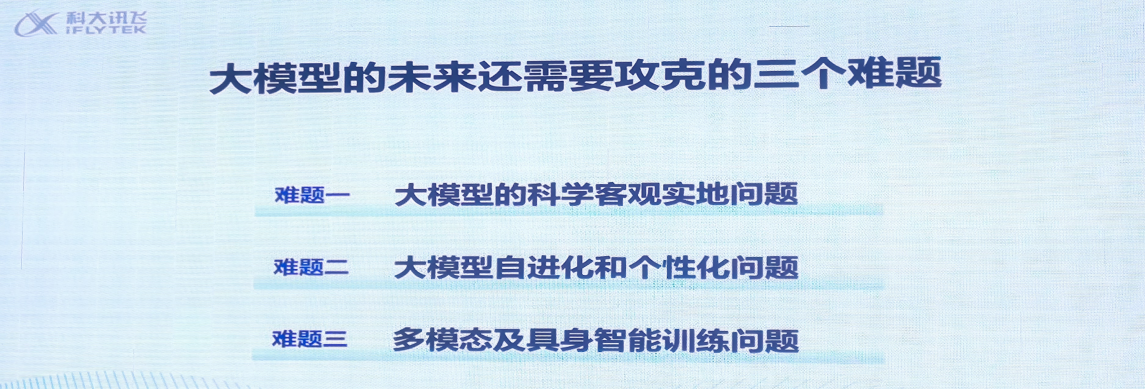 科大讯飞
iFLYTEK
大模型的未来还需要攻克的三个难题
难题一 大模型的科学客观实地问题
难题二 大模型自进化和个性化问题
难题三 多模态及具身智能训练问题